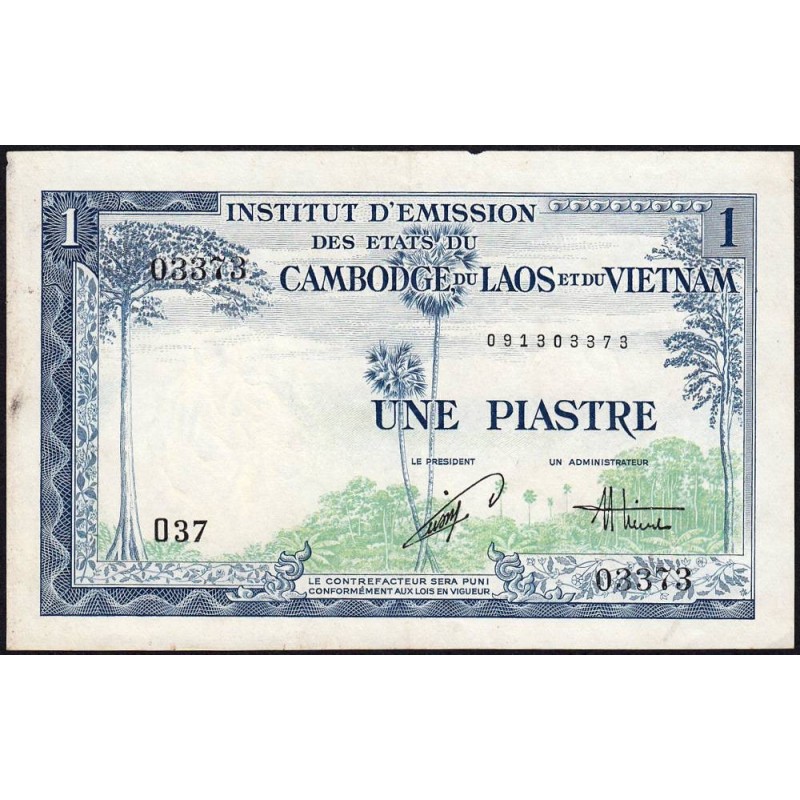 1 INSTITUT D'EMISSION 1
DES ETATS DU
03373 CAMBODGE DU LAOS ET DU VIETNAM
091303373
UNE PIASTRE
LE PRESIDENT UN ADMINISTRATEUR
037
03373
LE CONTREFACTEUR SERA PUNI
CONFORMÉMENT AUX LOIS EN VIGUEUR